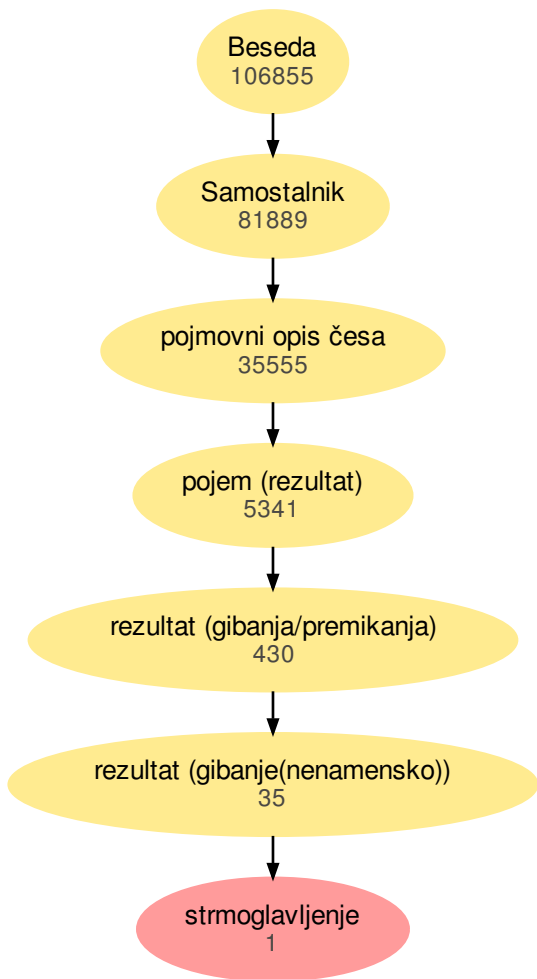 Beseda
106855
Samostalnik
81889
pojmovni opis česa
35555
pojem (rezultat)
5341
rezultat (gibanja/premikanja)
430
rezultat (gibanje(nenamensko))
35
strmoglavljenje
1